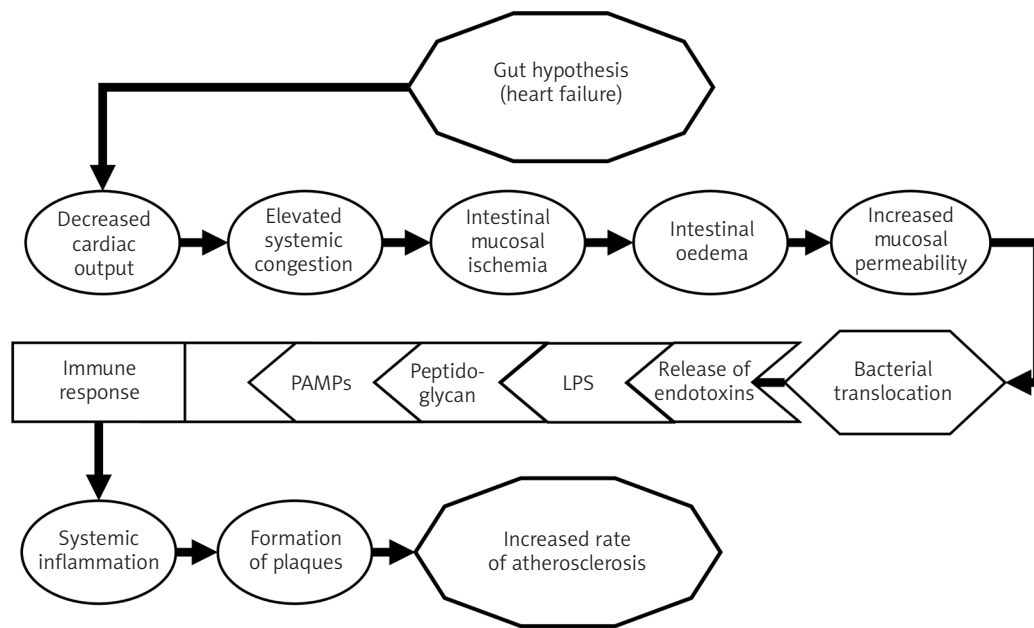 Gut hypothesis
(heart failure)
Decreased
cardiac
output
Elevated
systemic
congestion
Intestinal
mucosal
ischemia
Intestinal
oedema
Increased
mucosal
permeability
Bacterial
translocation
Release of
endotoxins
LPS
Peptido-
glycan
PAMPs
Immune
response
Systemic
inflammation
Formation
of plaques
Increased rate
of atherosclerosis